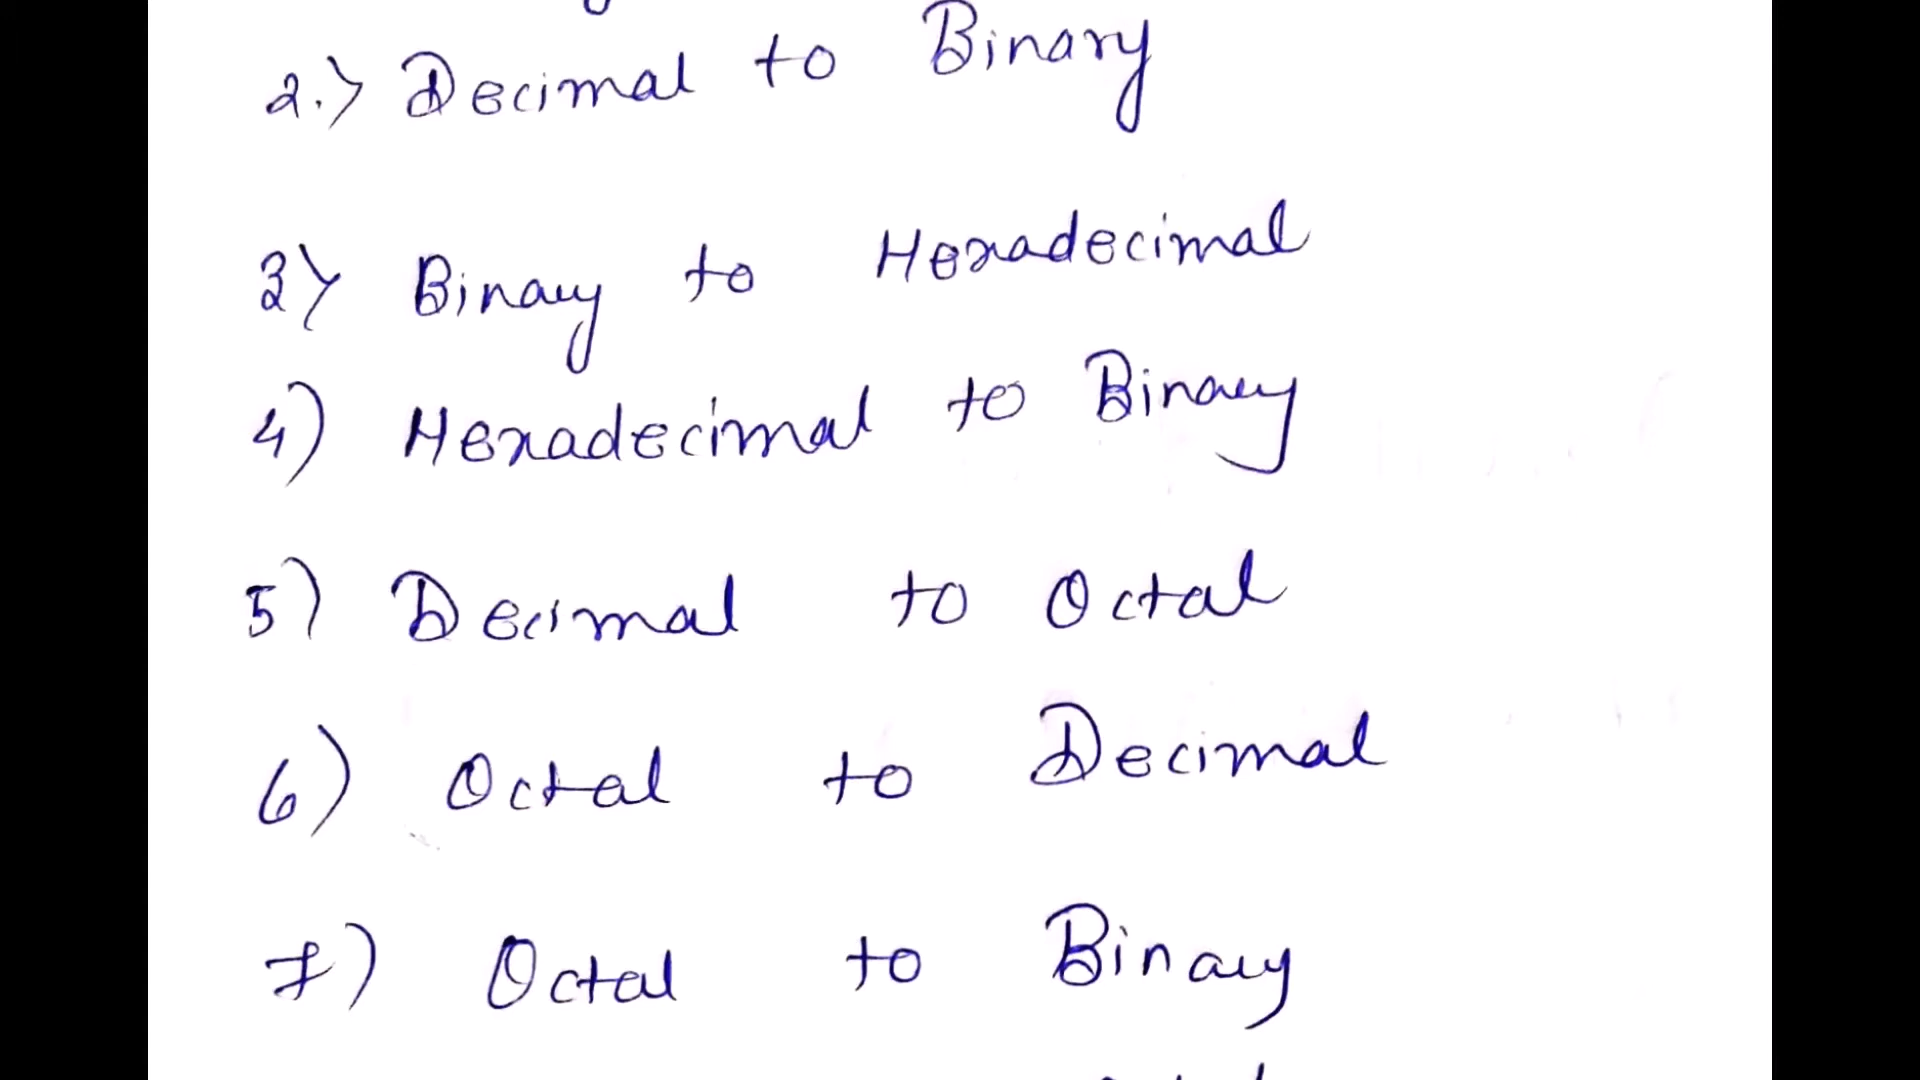 2.) Decimal to Binary
3) Binary to Hexadecimal
4) Hexadecimal to Binary
5) Decimal to Octal
6) Octal to Decimal
7) Octal to Binary